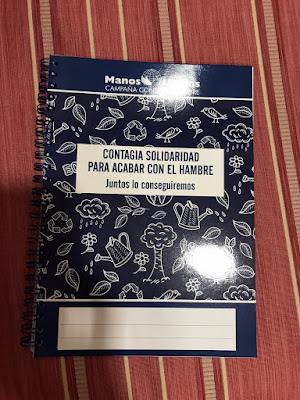 Manos
CAMPAÑA
CONTAGIA SOLIDARIDAD
PARA ACABAR CON EL HAMBRE
Juntos lo conseguiremos